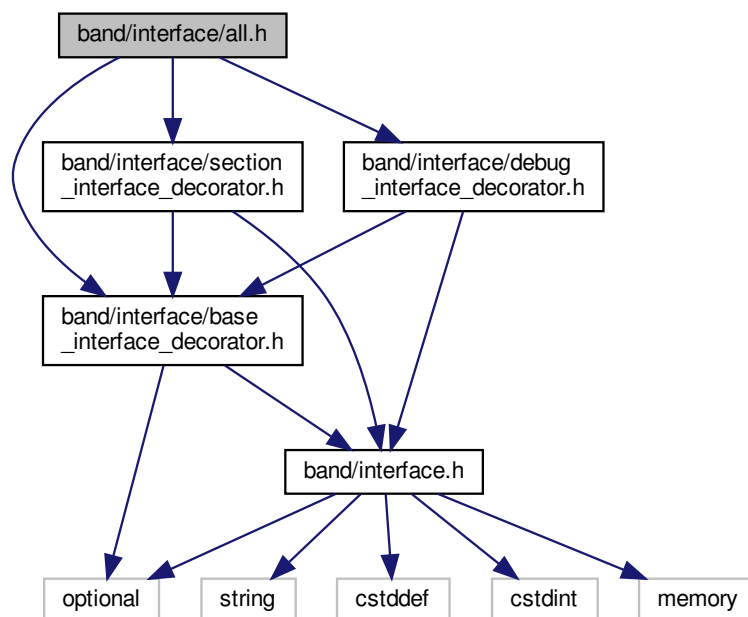 band/interface/all.h
band/interface/section
_interface_decorator.h
band/interface/debug
_interface_decorator.h
band/interface/base
_interface_decorator.h
band/interface.h
optional
string
cstddef
cstdint
memory